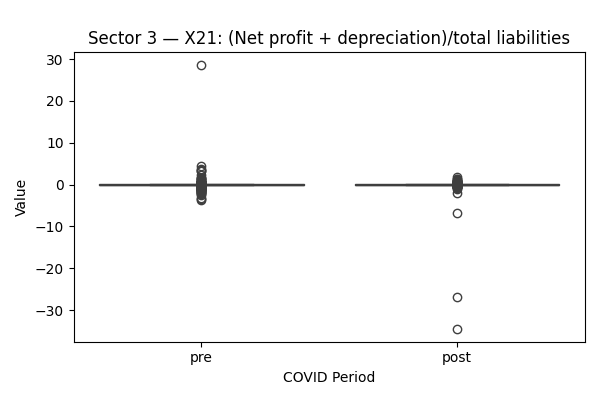 Sector 3 — X21: (Net profit + depreciation)/total liabilities
30
20
10
0
−10
−20
−30
Value
pre
post
COVID Period